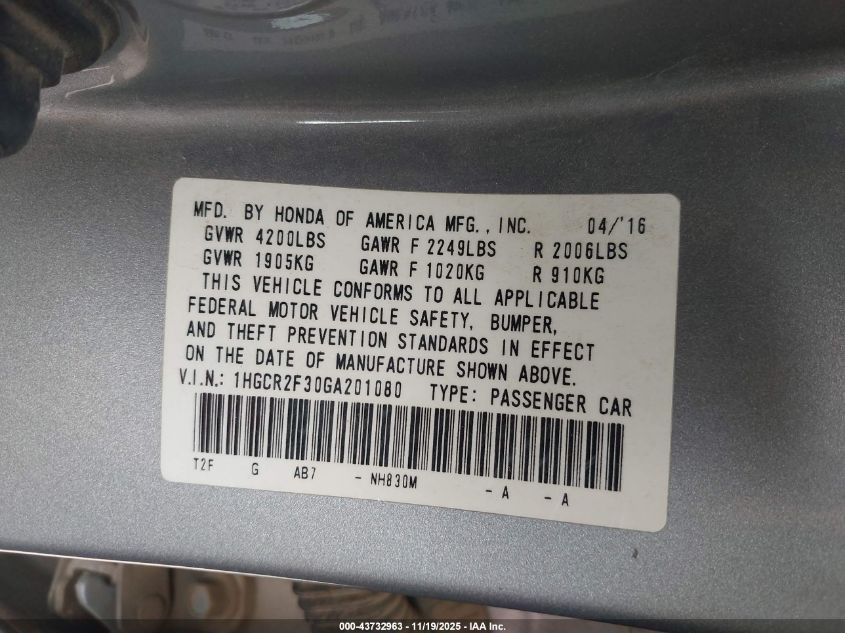 MFD. BY HONDA OF AMERICA MFG., INC. 04/'16
GVWR 4200LBS GAWR F 2249LBS R 2006LBS
GVWR 1905KG GAWR F 1020KG R 910KG
THIS VEHICLE CONFORMS TO ALL APPLICABLE
FEDERAL MOTOR VEHICLE SAFETY, BUMPER,
AND THEFT PREVENTION STANDARDS IN EFFECT
ON THE DATE OF MANUFACTURE SHOWN ABOVE.
V.I.N.: 1HGCR2F30GA201080 TYPE: PASSENGER CAR
T2F G AB7 - NH830M - A - A
000-43732963 - 11/19/2025 - IAA Inc.